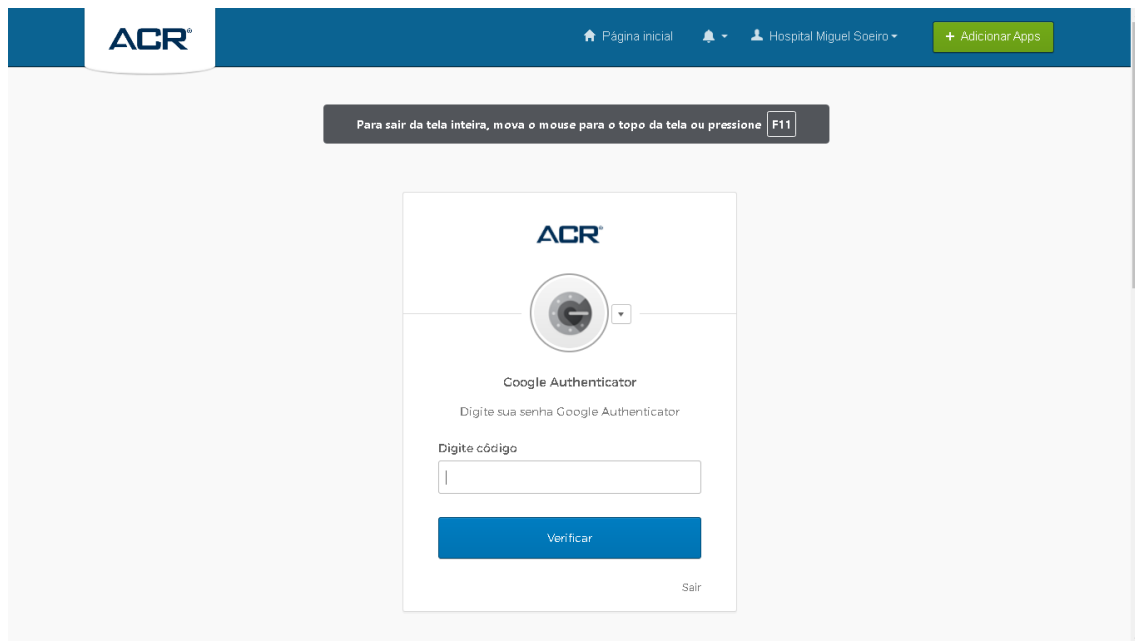 ACR®
Página inicial
Hospital Miguel Soeiro
+ Adicionar Apps
Para sair da tela inteira, mova o mouse para o topo da tela ou pressione F11
ACR®
Google Authenticator
Digite sua senha Google Authenticator
Digite código
Verificar
Sair